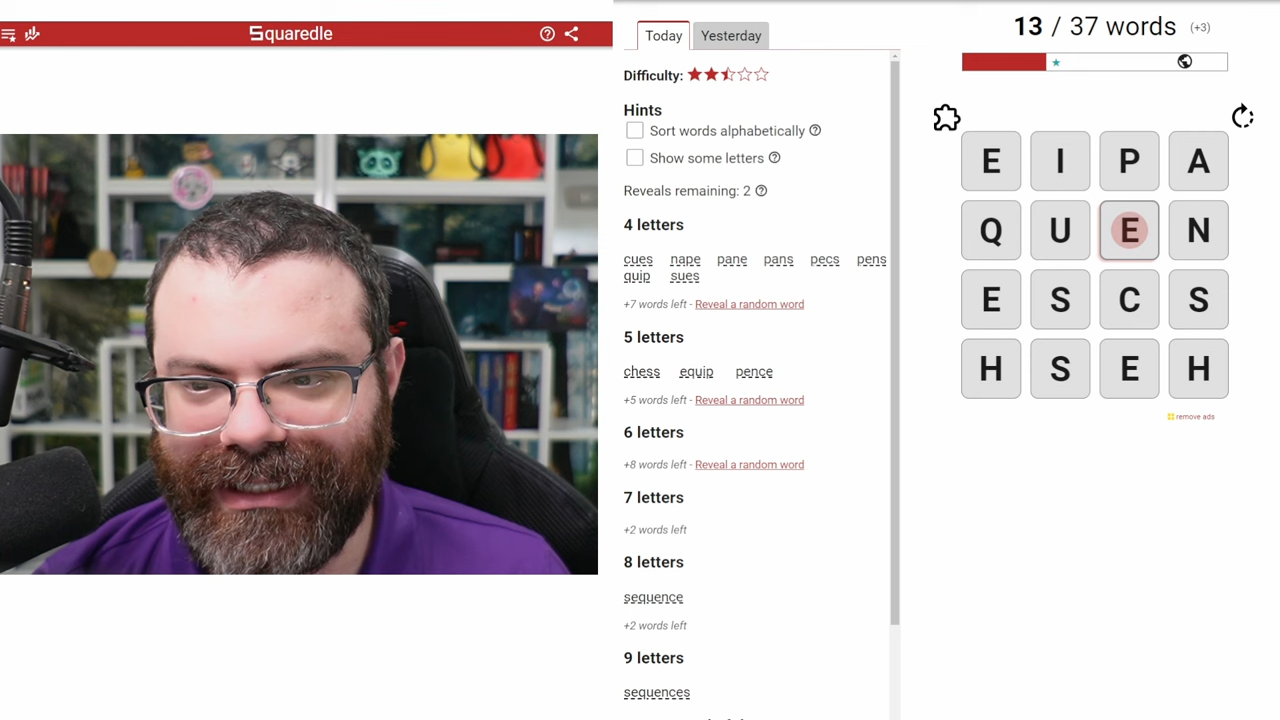 Squaredle
Today
Yesterday
Difficulty:
Hints
Sort words alphabetically
Show some letters
Reveals remaining: 2
4 letters
cues nape pane pans pecs pens
quip sues
+7 words left - Reveal a random word
5 letters
chess equip pence
+5 words left - Reveal a random word
6 letters
+8 words left - Reveal a random word
7 letters
+2 words left
8 letters
sequence
+2 words left
9 letters
sequences
13 / 37 words (+3)
E I P A
Q U E N
E S C S
H S E H
remove ads